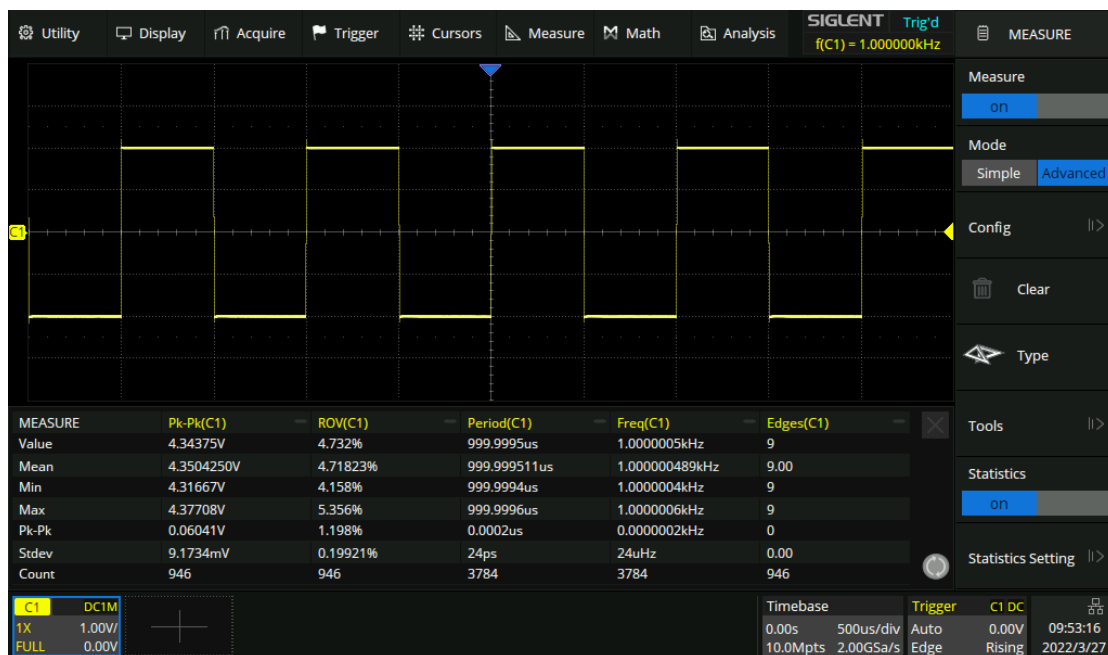 Utility Display Acquire Trigger Cursors Measure Math Analysis
SIGLENT Trig'd
f(C1) = 1.000000kHz
MEASURE
Measure
on
Mode
Simple Advanced
Config
Clear
Type
Tools
Statistics
on
Statistics Setting
C1
MEASURE Pk-Pk(C1) ROV(C1) Period(C1) Freq(C1) Edges(C1)
Value 4.34375V 4.732% 999.9995us 1.0000005kHz 9
Mean 4.3504250V 4.71823% 999.999511us 1.000000489kHz 9.00
Min 4.31667V 4.158% 999.9994us 1.0000004kHz 9
Max 4.37708V 5.356% 999.9996us 1.0000006kHz 9
Pk-Pk 0.06041V 1.198% 0.0002us 0.0000002kHz 0
Stdev 9.1734mV 0.19921% 24ps 24uHz 0.00
Count 946 946 3784 3784 946
C1 DC1M
1X 1.00V/
FULL 0.00V
Timebase
0.00s 500us/div
10.0Mpts 2.00GSa/s
Trigger C1 DC
Auto 0.00V
Edge Rising
09:53:16
2022/3/27